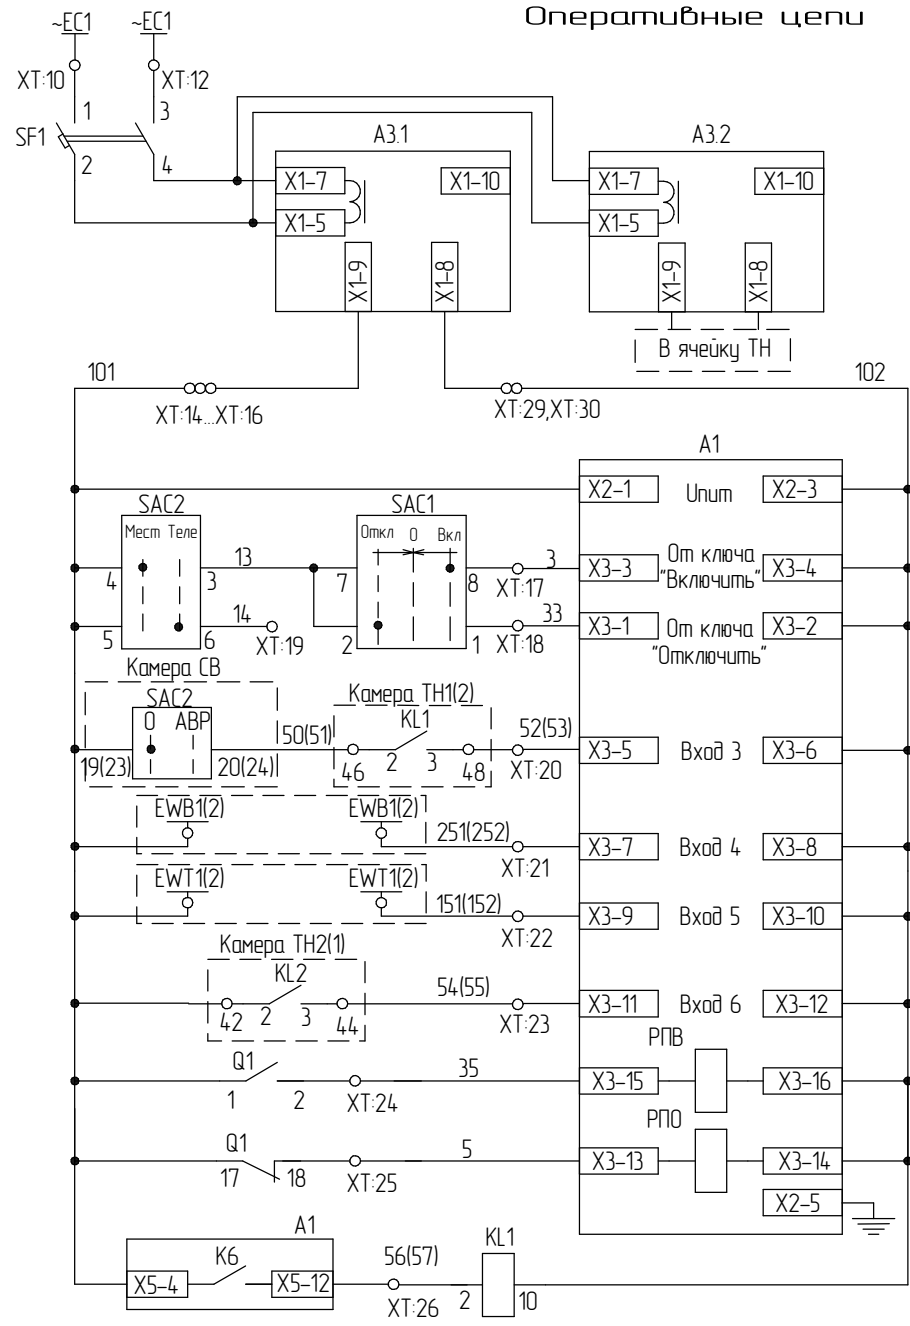 Оперативные цепи
~EC1 ~EC1
XT:10 XT:12
1 3
SF1
2 4
A3.1 A3.2
X1-7 X1-10 X1-7 X1-10
X1-5 X1-5
X1-9 X1-8 X1-9 X1-8
В ячейку ТН
101 102
XT:14...XT:16 XT:29,XT:30
A1
X2-1 Uпит X2-3
SAC2 SAC1
Мест Теле Откл 0 Вкл
4 3 13 7 8 3
XT:17
X3-3 От ключа "Включить" X3-4
5 6 14 2 1 33
XT:19 XT:18
X3-1 От ключа "Отключить" X3-2
Камера СВ
SAC2
0 АВР
19(23) 20(24)
50(51)
Камера ТН1(2)
KL1
46 2 3 48
52(53)
XT:20
X3-5 Вход 3 X3-6
EWB1(2) EWB1(2)
251(252)
XT:21
X3-7 Вход 4 X3-8
EWT1(2) EWT1(2)
151(152)
XT:22
X3-9 Вход 5 X3-10
Камера ТН2(1)
KL2
42 2 3 44
54(55)
XT:23
X3-11 Вход 6 X3-12
РПВ
Q1
1 2
XT:24
35
X3-15 X3-16
РПО
Q1
17 18
XT:25
5
X3-13 X3-14
X2-5
A1
X5-4 K6 X5-12
56(57)
XT:26
KL1
2 10